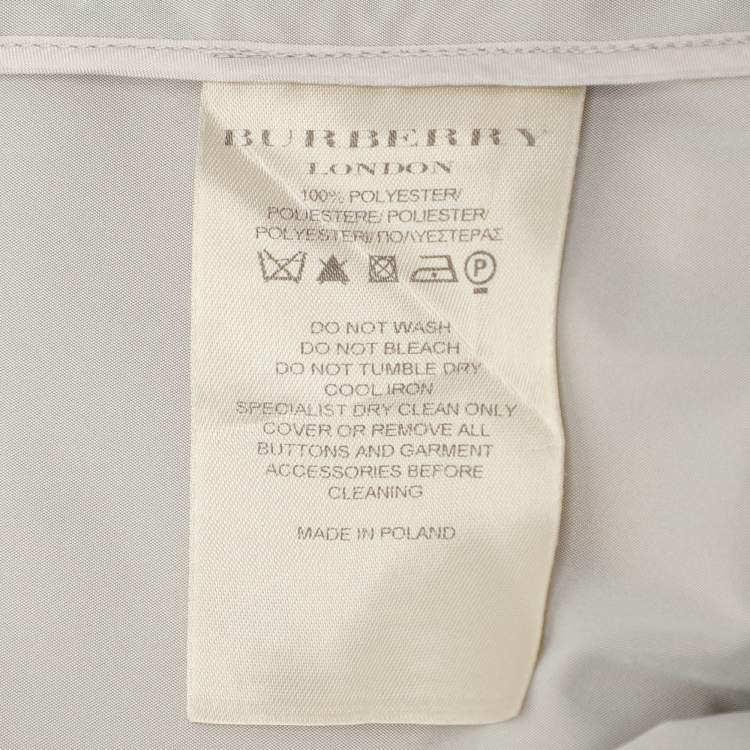 BURBERRY
LONDON
100% POLYESTER/
POLIESTERE/ POLIESTER/
POLYESTERI/ΠΟΛΥΕΣΤΕΡΑΣ
P
DO NOT WASH
DO NOT BLEACH
DO NOT TUMBLE DRY
COOL IRON
SPECIALIST DRY CLEAN ONLY
COVER OR REMOVE ALL
BUTTONS AND GARMENT
ACCESSORIES BEFORE
CLEANING
MADE IN POLAND